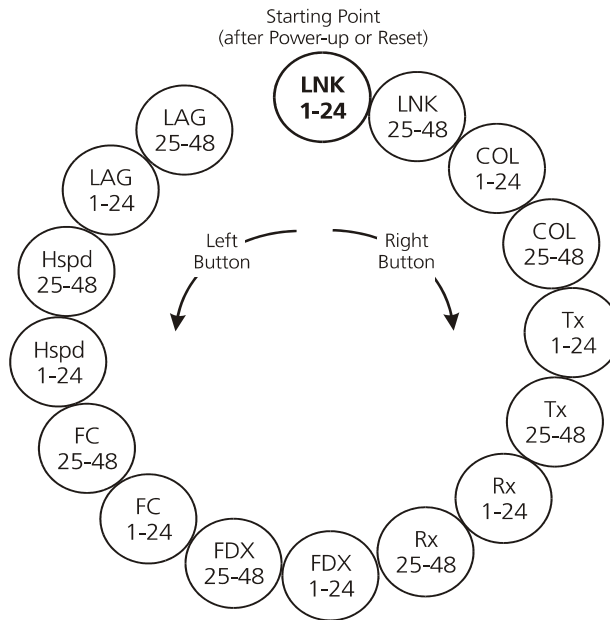 Starting Point
(after Power-up or Reset)
LNK
1-24
LNK
25-48
COL
1-24
COL
25-48
Tx
1-24
Tx
25-48
Rx
1-24
Rx
25-48
FDX
1-24
FDX
25-48
FC
1-24
FC
25-48
Hspd
1-24
Hspd
25-48
LAG
1-24
LAG
25-48
Left
Button
Right
Button